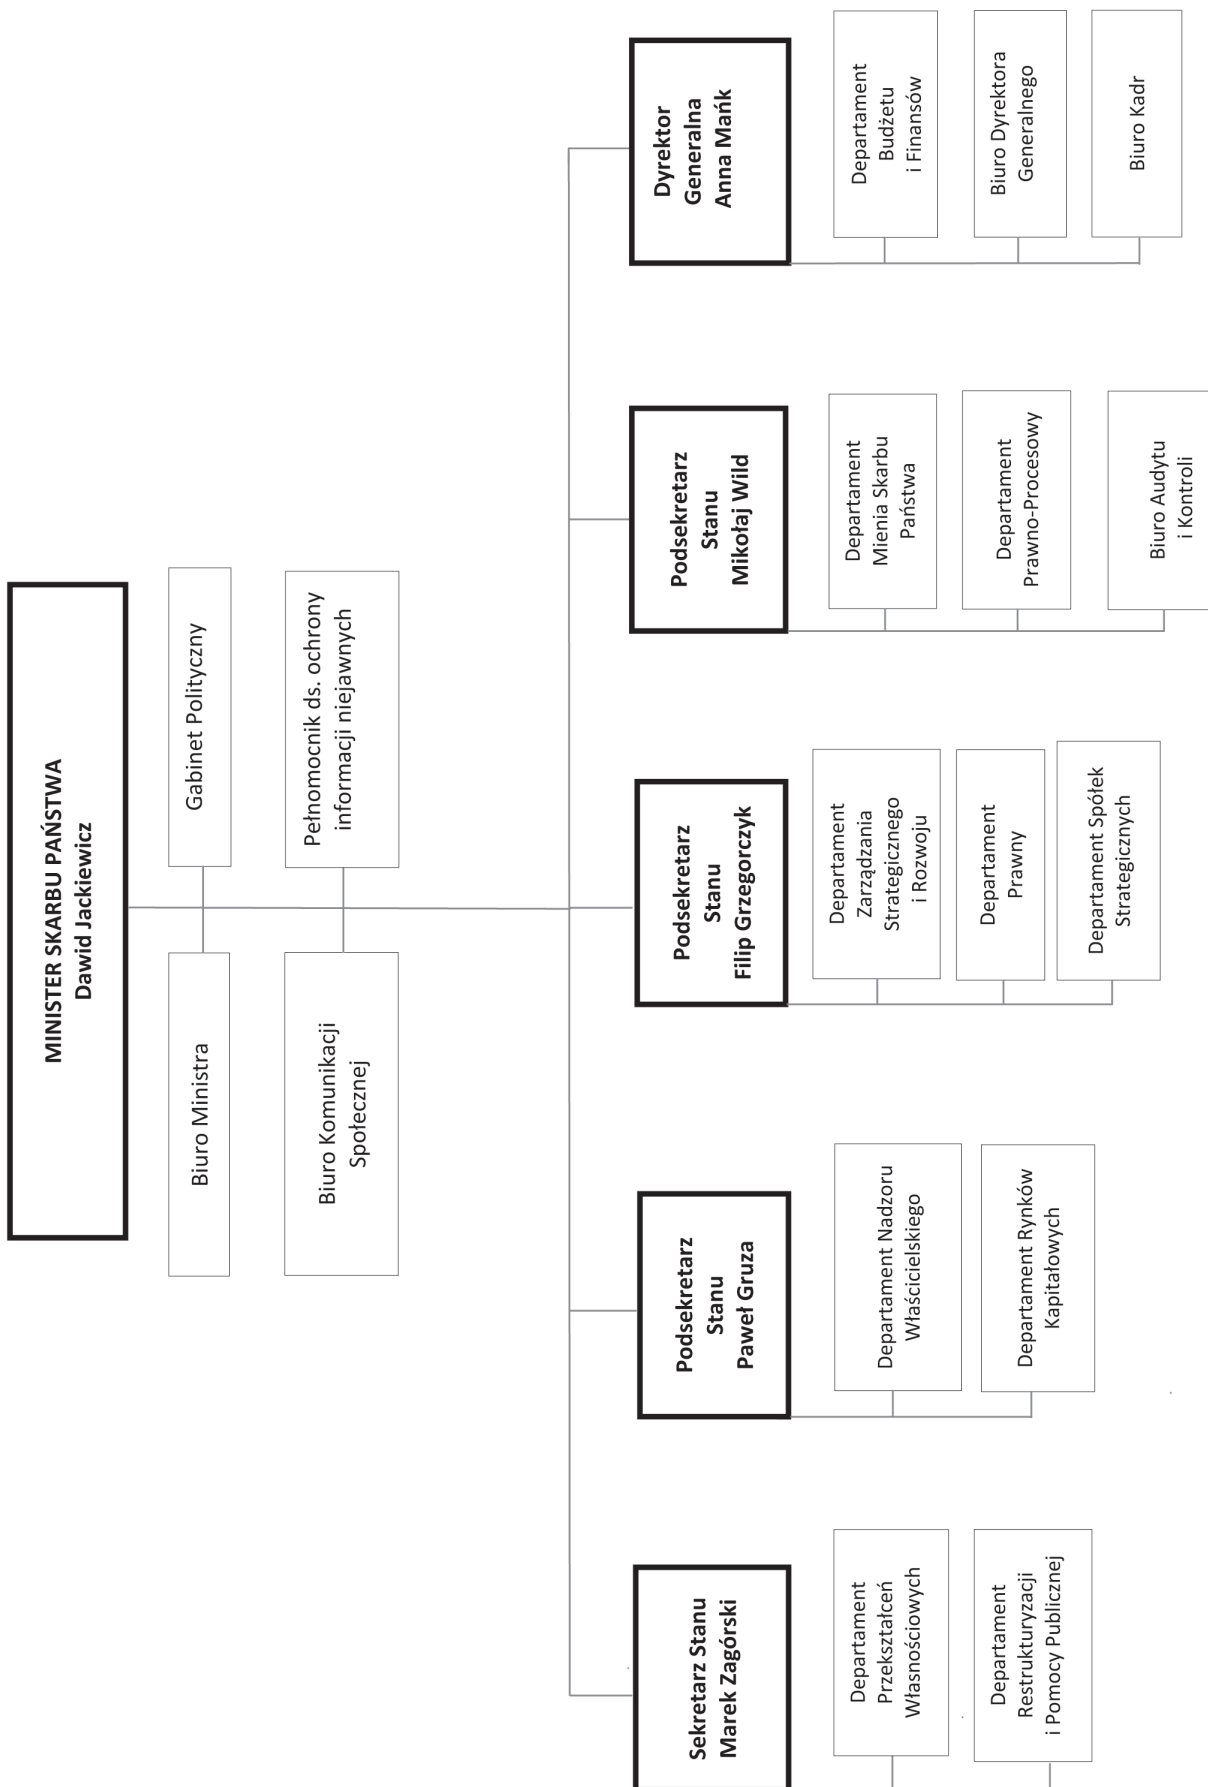 MINISTER SKARBU PAŃSTWA
Dawid Jackiewicz
Biuro Ministra
Gabinet Polityczny
Biuro Komunikacji
Społecznej
Pełnomocnik ds. ochrony
informacji niejawnych
Sekretarz Stanu
Marek Zagórski
Departament
Przekształceń
Własnościowych
Departament
Restrukturyzacji
i Pomocy Publicznej
Podsekretarz
Stanu
Paweł Gruza
Departament Nadzoru
Właścicielskiego
Departament Rynków
Kapitałowych
Podsekretarz
Stanu
Filip Grzegorczyk
Departament
Zarządzania
Strategicznego
i Rozwoju
Departament
Prawny
Departament Spółek
Strategicznych
Podsekretarz
Stanu
Mikołaj Wild
Departament
Mienia Skarbu
Państwa
Departament
Prawno-Procesowy
Biuro Audytu
i Kontroli
Dyrektor
Generalna
Anna Mańk
Departament
Budżetu
i Finansów
Biuro Dyrektora
Generalnego
Biuro Kadr